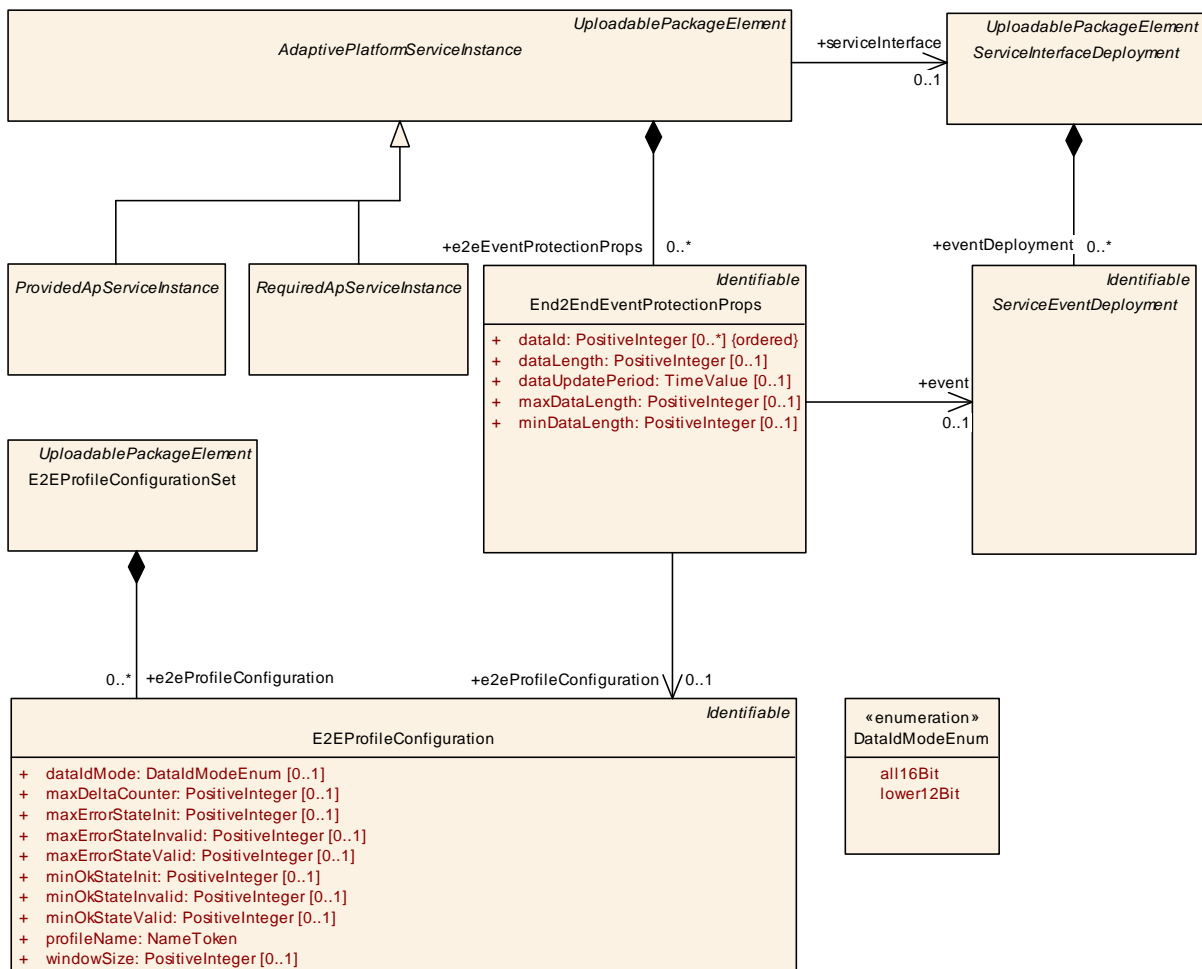 UploadablePackageElement
AdaptivePlatformServiceInstance
+serviceInterface
0..1
UploadablePackageElement
ServiceInterfaceDeployment
+e2eEventProtectionProps
0..*
+eventDeployment
0..*
ProvidedApServiceInstance
RequiredApServiceInstance
Identifiable
End2EndEventProtectionProps
+ dataId: PositiveInteger [0..*] {ordered}
+ dataLength: PositiveInteger [0..1]
+ dataUpdatePeriod: TimeValue [0..1]
+ maxDataLength: PositiveInteger [0..1]
+ minDataLength: PositiveInteger [0..1]
+event
0..1
Identifiable
ServiceEventDeployment
UploadablePackageElement
E2EProfileConfigurationSet
0..*
+e2eProfileConfiguration
+e2eProfileConfiguration
0..1
Identifiable
E2EProfileConfiguration
+ dataIdMode: DataIdModeEnum [0..1]
+ maxDeltaCounter: PositiveInteger [0..1]
+ maxErrorStateInit: PositiveInteger [0..1]
+ maxErrorStateInvalid: PositiveInteger [0..1]
+ maxErrorStateValid: PositiveInteger [0..1]
+ minOkStateInit: PositiveInteger [0..1]
+ minOkStateInvalid: PositiveInteger [0..1]
+ minOkStateValid: PositiveInteger [0..1]
+ profileName: NameToken
+ windowSize: PositiveInteger [0..1]
«enumeration»
DataIdModeEnum
all16Bit
lower12Bit